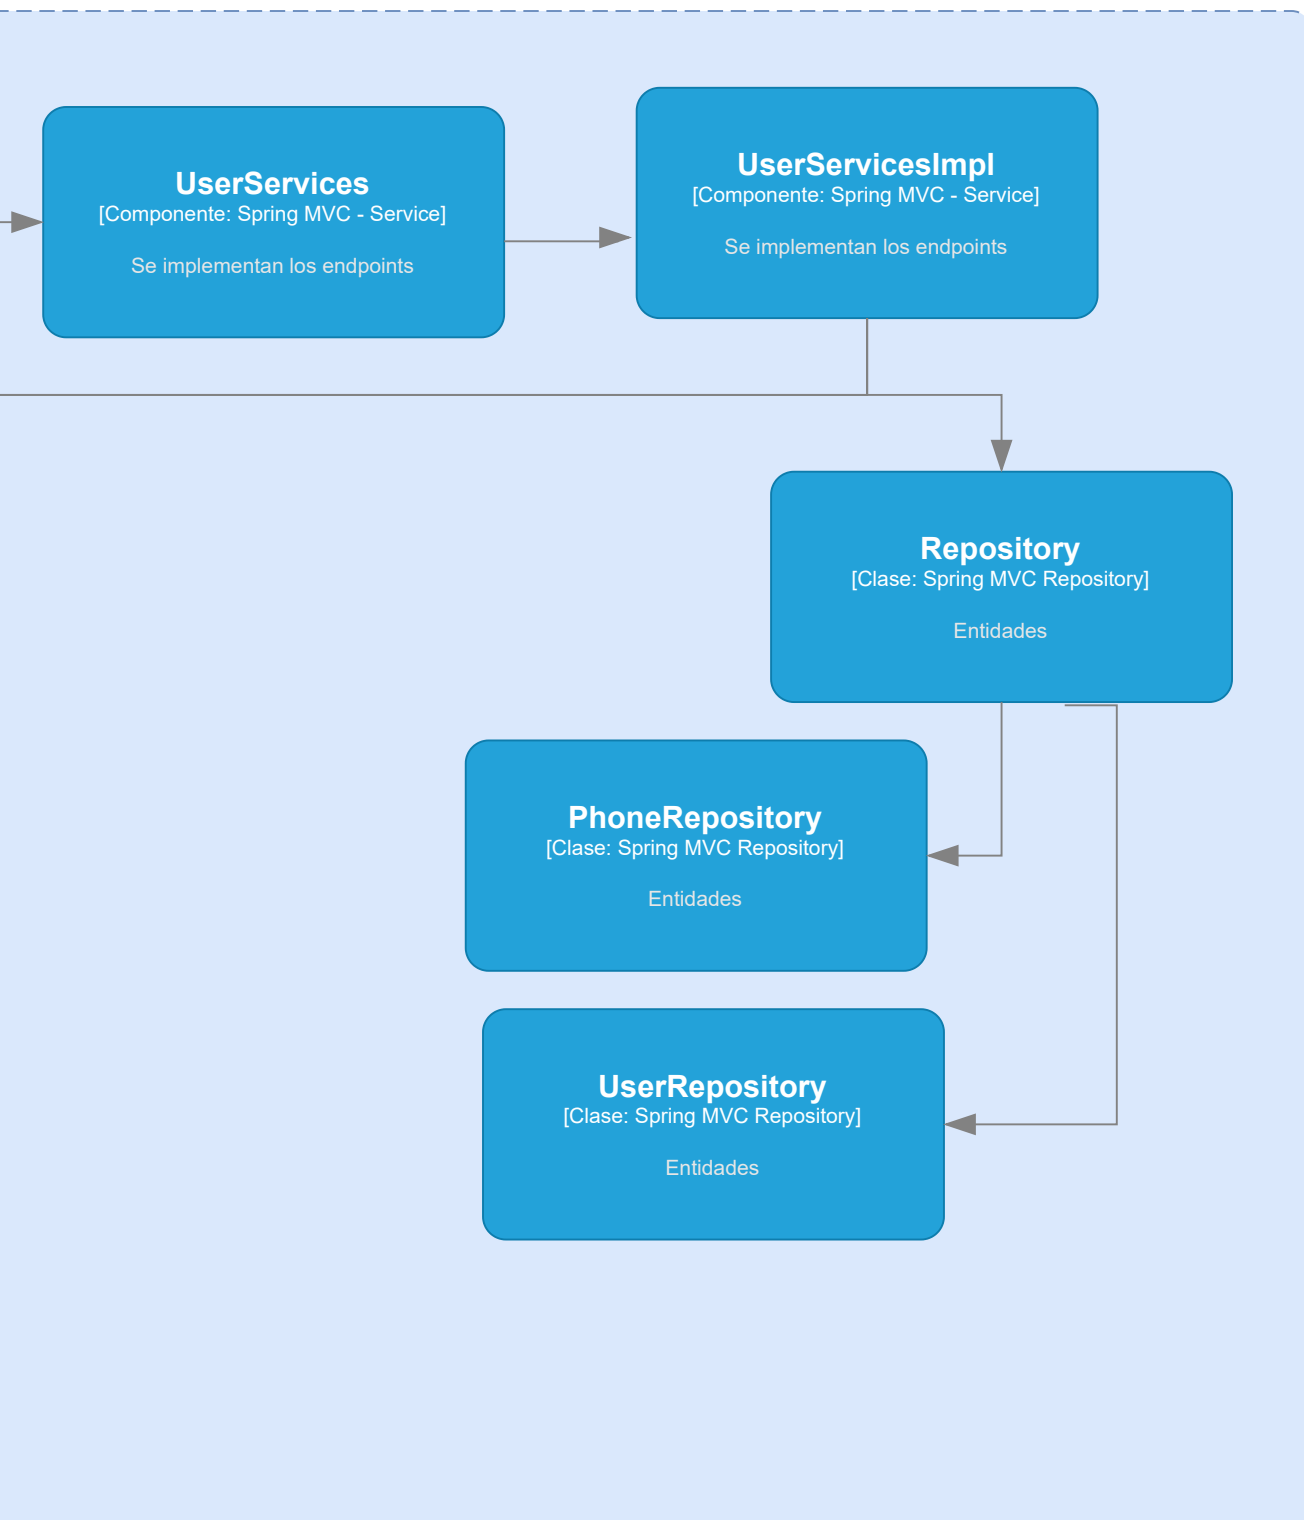 UserServices
[Componente: Spring MVC - Service]
Se implementan los endpoints
UserServicesImpl
[Componente: Spring MVC - Service]
Se implementan los endpoints
Repository
[Clase: Spring MVC Repository]
Entidades
PhoneRepository
[Clase: Spring MVC Repository]
Entidades
UserRepository
[Clase: Spring MVC Repository]
Entidades